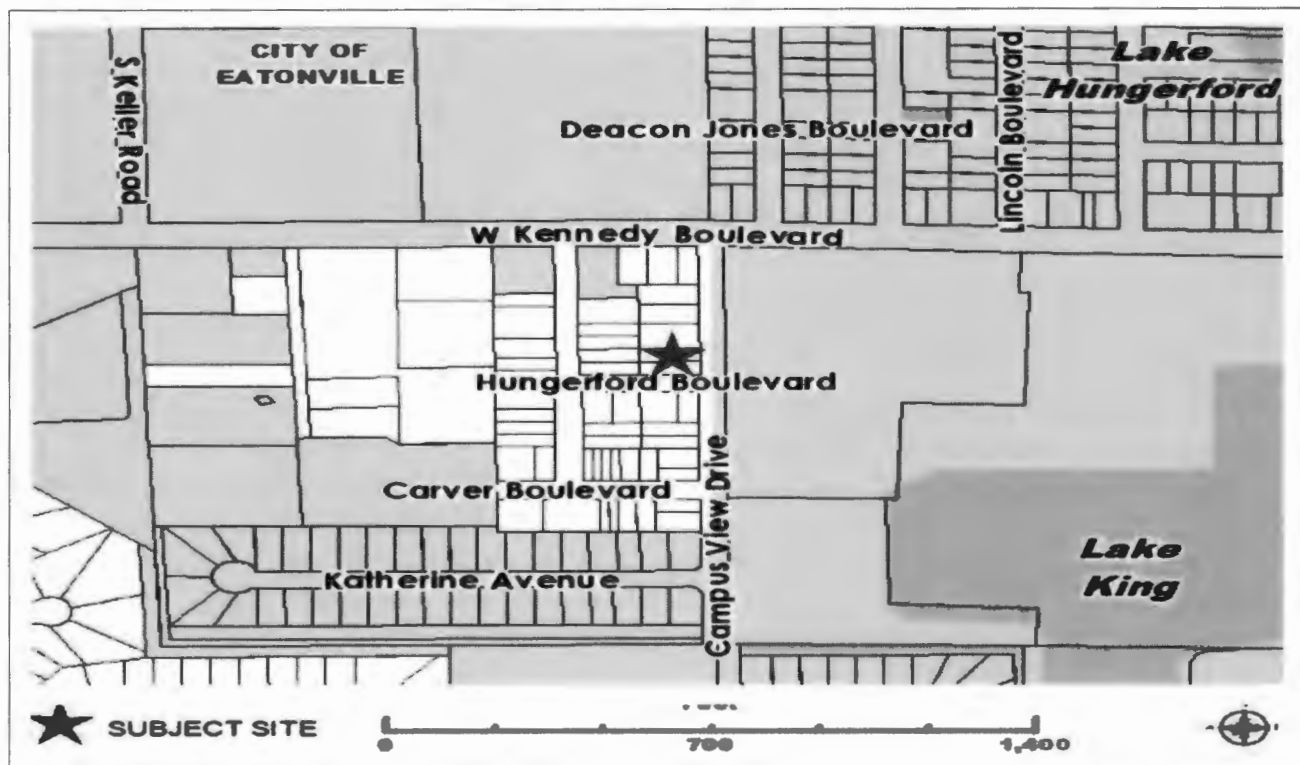 CITY OF
EATONVILLE
S Keller Road
Lincoln Boulevard
Lake
Hungerford
Deacon Jones Boulevard
W Kennedy Boulevard
Hungerford Boulevard
Carver Boulevard
Campus View Drive
Katherine Avenue
Lake
King
SUBJECT SITE
0 700 1,400